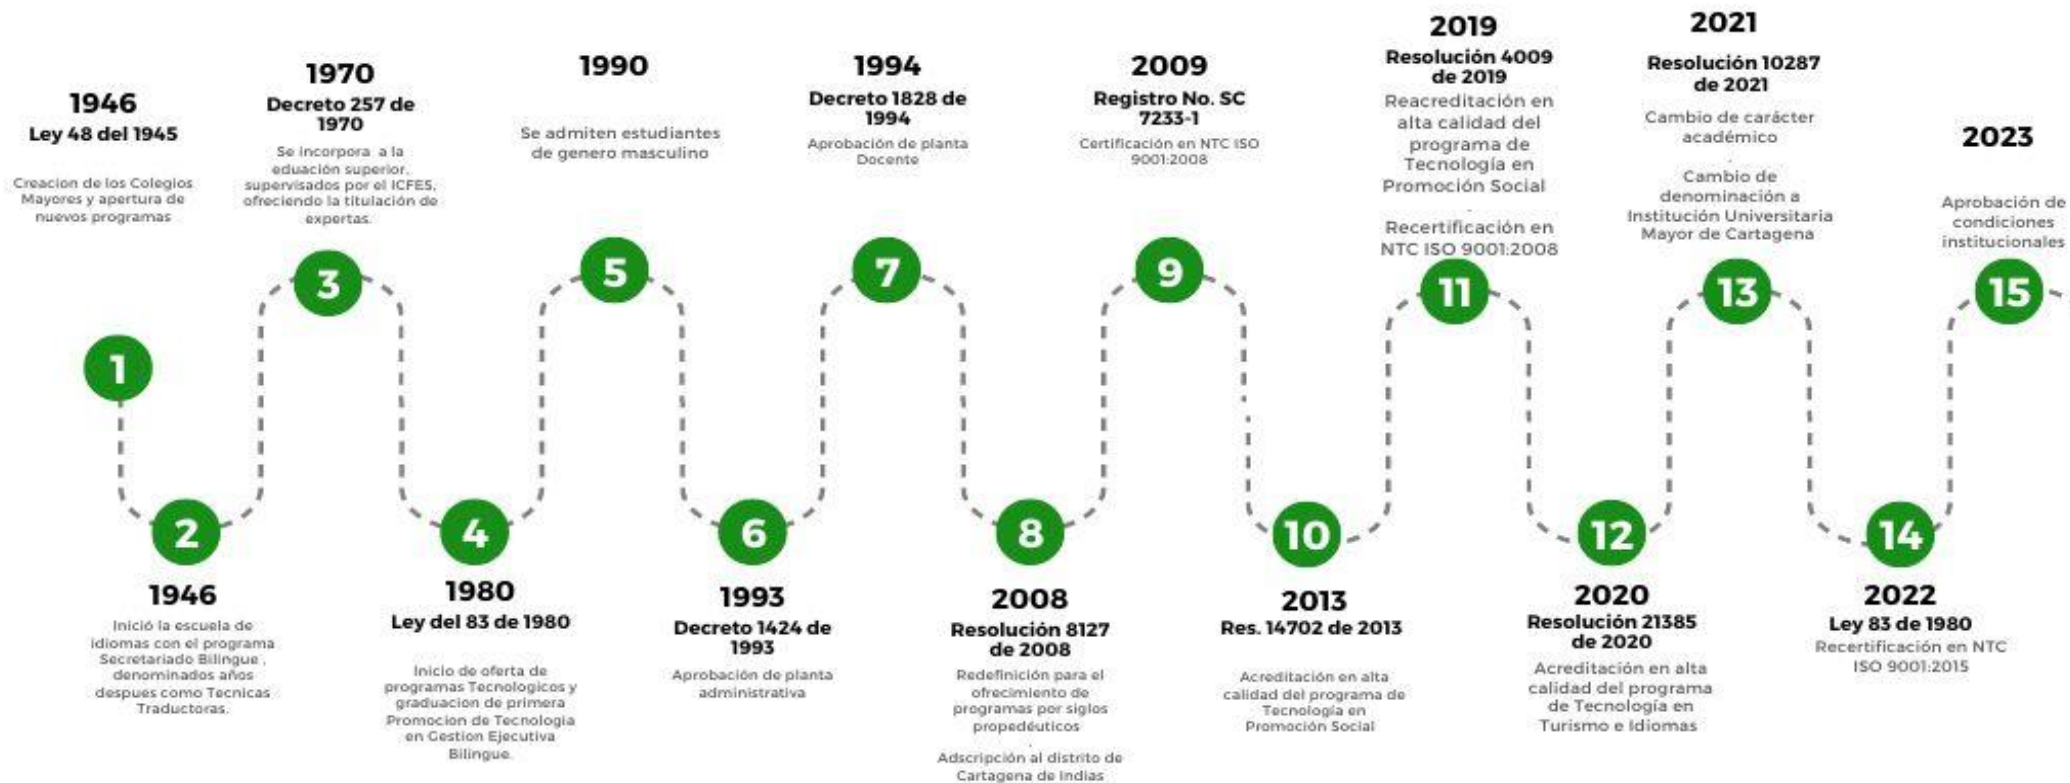 1946
Ley 48 del 1945
Creacion de los Colegios
Mayores y apertura de
nuevos programas
1
2
1946
Inició la escuela de
idiomas con el programa
Secretariado Bilingue ,
denominados años
despues como Tecnicas
Traductoras.
1970
Decreto 257 de
1970
Se incorpora a la
eduación superior,
supervisados por el ICFES,
ofreciendo la titulación de
expertas.
3
4
1980
Ley del 83 de 1980
Inicio de oferta de
programas Tecnologicos y
graduacion de primera
Promocion de Tecnologia
en Gestion Ejecutiva
Bilingue.
1990
Se admiten estudiantes
de genero masculino
5
6
1993
Decreto 1424 de
1993
Aprobación de planta
administrativa
1994
Decreto 1828 de
1994
Aprobación de planta
Docente
7
8
2008
Resolución 8127
de 2008
Redefinición para el
ofrecimiento de
programas por siglos
propedéuticos
.
Adscripción al distrito de
Cartagena de Indias
2009
Registro No. SC
7233-1
Certificación en NTC ISO
9001:2008
9
10
2013
Res. 14702 de 2013
Acreditación en alta
calidad del programa de
Tecnología en
Promoción Social
2019
Resolución 4009
de 2019
Reacreditación en
alta calidad del
programa de
Tecnología en
Promoción Social
.
Recertificación en
NTC ISO 9001:2008
11
12
2020
Resolución 21385
de 2020
Acreditación en alta
calidad del programa
de Tecnología en
Turismo e Idiomas
2021
Resolución 10287
de 2021
Cambio de carácter
académico
.
Cambio de
denominación a
Institución Universitaria
Mayor de Cartagena
13
14
2022
Ley 83 de 1980
Recertificación en NTC
ISO 9001:2015
2023
Aprobación de
condiciones
institucionales
15